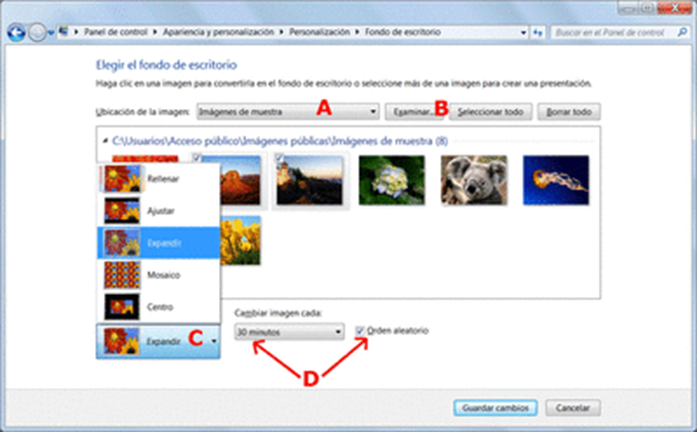 Panel de control Apariencia y personalización Personalización Fondo de escritorio Buscar en el Panel de control
Elegir el fondo de escritorio
Haga clic en una imagen para convertirla en el fondo de escritorio o seleccione más de una imagen para crear una presentación.
Ubicación de la imagen: Imágenes de muestra A Examinar... B Seleccionar todo Borrar todo
C:\Usuarios\Acceso público\Imágenes públicas\Imágenes de muestra (8)
Rellenar
Ajustar
Expandir
Mosaico
Centro
Expandir C
Cambiar imagen cada:
30 minutos Orden aleatorio
D
Guardar cambios Cancelar